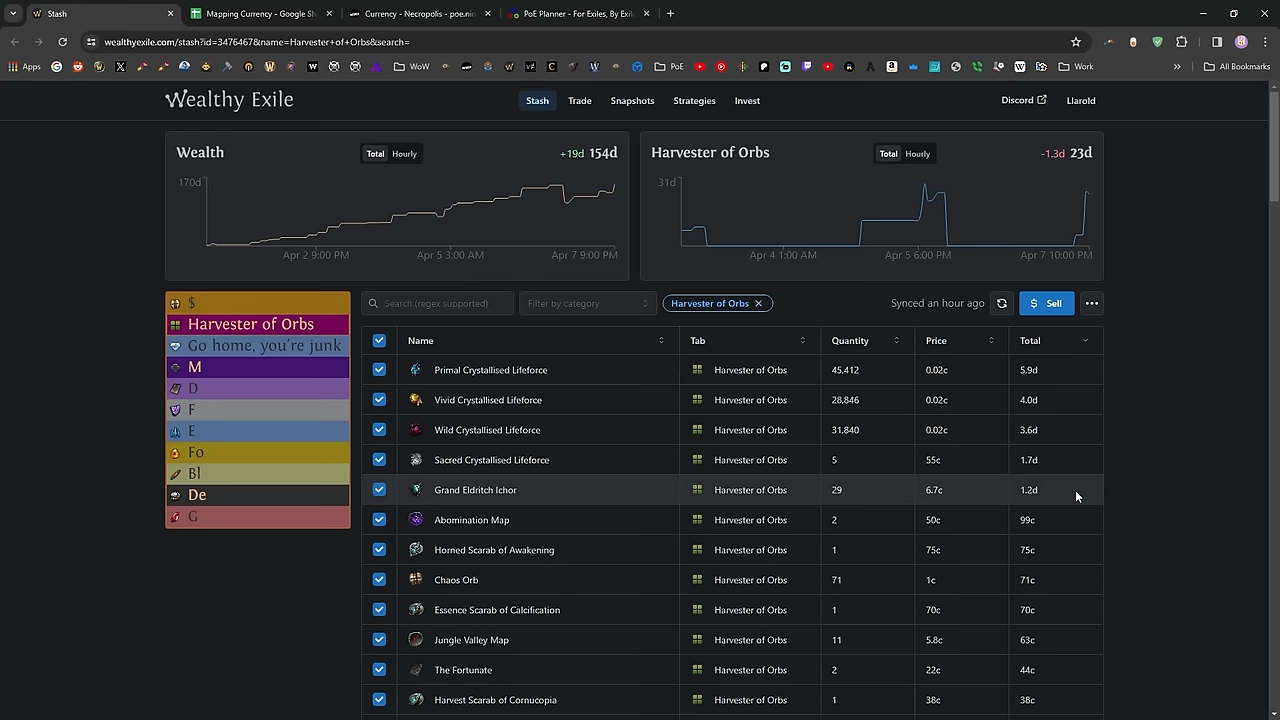 Stash
Mapping Currency - Google Sh
Currency - Necropolis - poe.nin
PoE Planner - For Exiles, By Exile
wealthyexile.com/stash?id=3476467&name=Harvester+of+Orbs&search=
Apps
WoW
PoE
Work
All Bookmarks
Wealthy Exile
Stash
Trade
Snapshots
Strategies
Invest
Discord
Llarold
Wealth
Total
Hourly
+19d 154d
170d
Apr 2 9:00 PM
Apr 5 3:00 AM
Apr 7 9:00 PM
Harvester of Orbs
Total
Hourly
-1.3d 23d
31d
Apr 4 1:00 AM
Apr 5 6:00 PM
Apr 7 10:00 PM
$
Harvester of Orbs
Go home, you're junk
M
D
F
E
Fo
Bl
De
G
Search (regex supported)
Filter by category
Harvester of Orbs
Synced an hour ago
$ Sell
Name Tab Quantity Price Total
Primal Crystallised Lifeforce Harvester of Orbs 45,412 0.02c 5.9d
Vivid Crystallised Lifeforce Harvester of Orbs 28,846 0.02c 4.0d
Wild Crystallised Lifeforce Harvester of Orbs 31,840 0.02c 3.6d
Sacred Crystallised Lifeforce Harvester of Orbs 5 55c 1.7d
Grand Eldritch Ichor Harvester of Orbs 29 6.7c 1.2d
Abomination Map Harvester of Orbs 2 50c 99c
Horned Scarab of Awakening Harvester of Orbs 1 75c 75c
Chaos Orb Harvester of Orbs 71 1c 71c
Essence Scarab of Calcification Harvester of Orbs 1 70c 70c
Jungle Valley Map Harvester of Orbs 11 5.8c 63c
The Fortunate Harvester of Orbs 2 22c 44c
Harvest Scarab of Cornucopia Harvester of Orbs 1 38c 38c